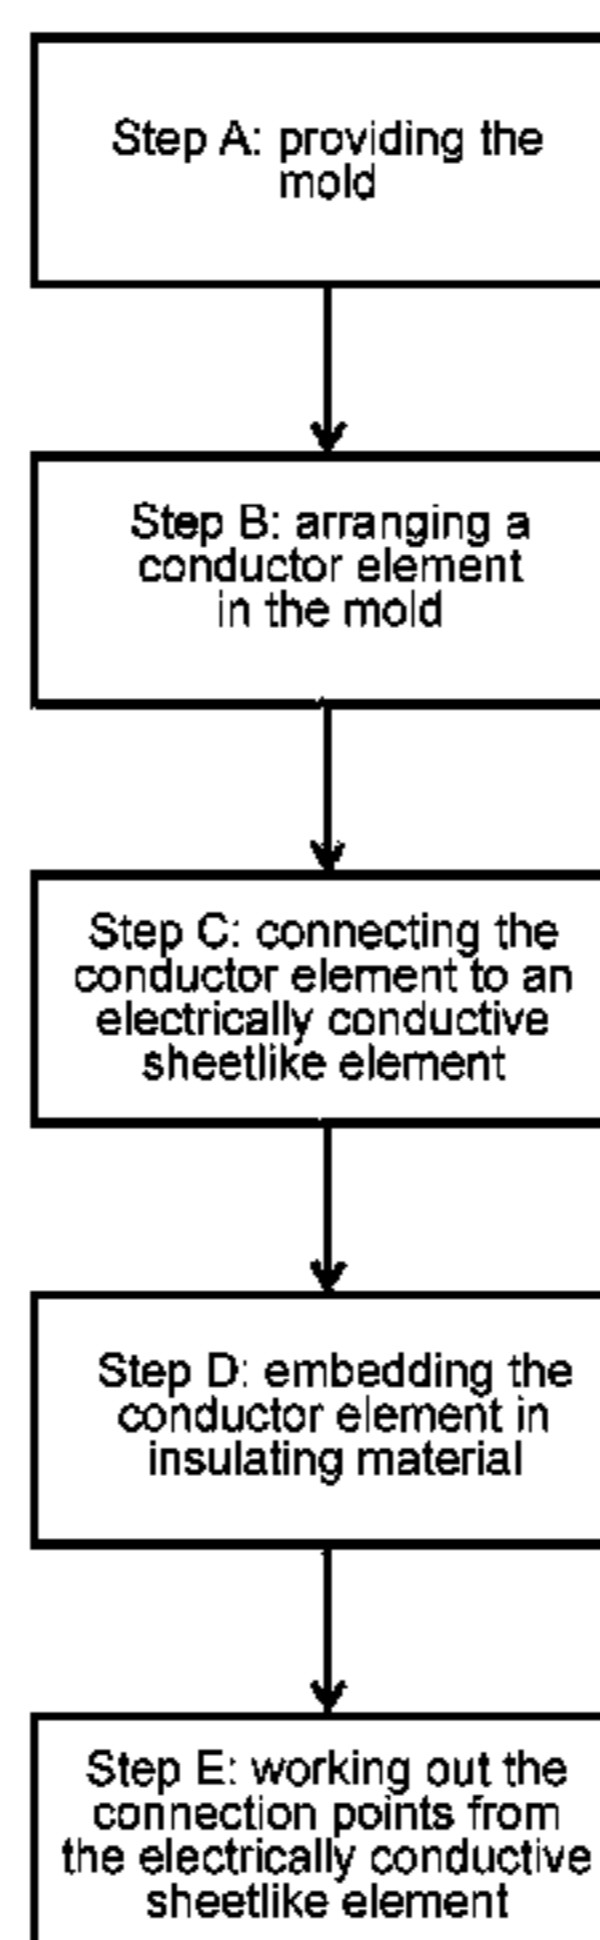 Step A: providing the
mold
Step B: arranging a
conductor element
in the mold
Step C: connecting the
conductor element to an
electrically conductive
sheetlike element
Step D: embedding the
conductor element in
insulating material
Step E: working out the
connection points from
the electrically conductive
sheetlike element